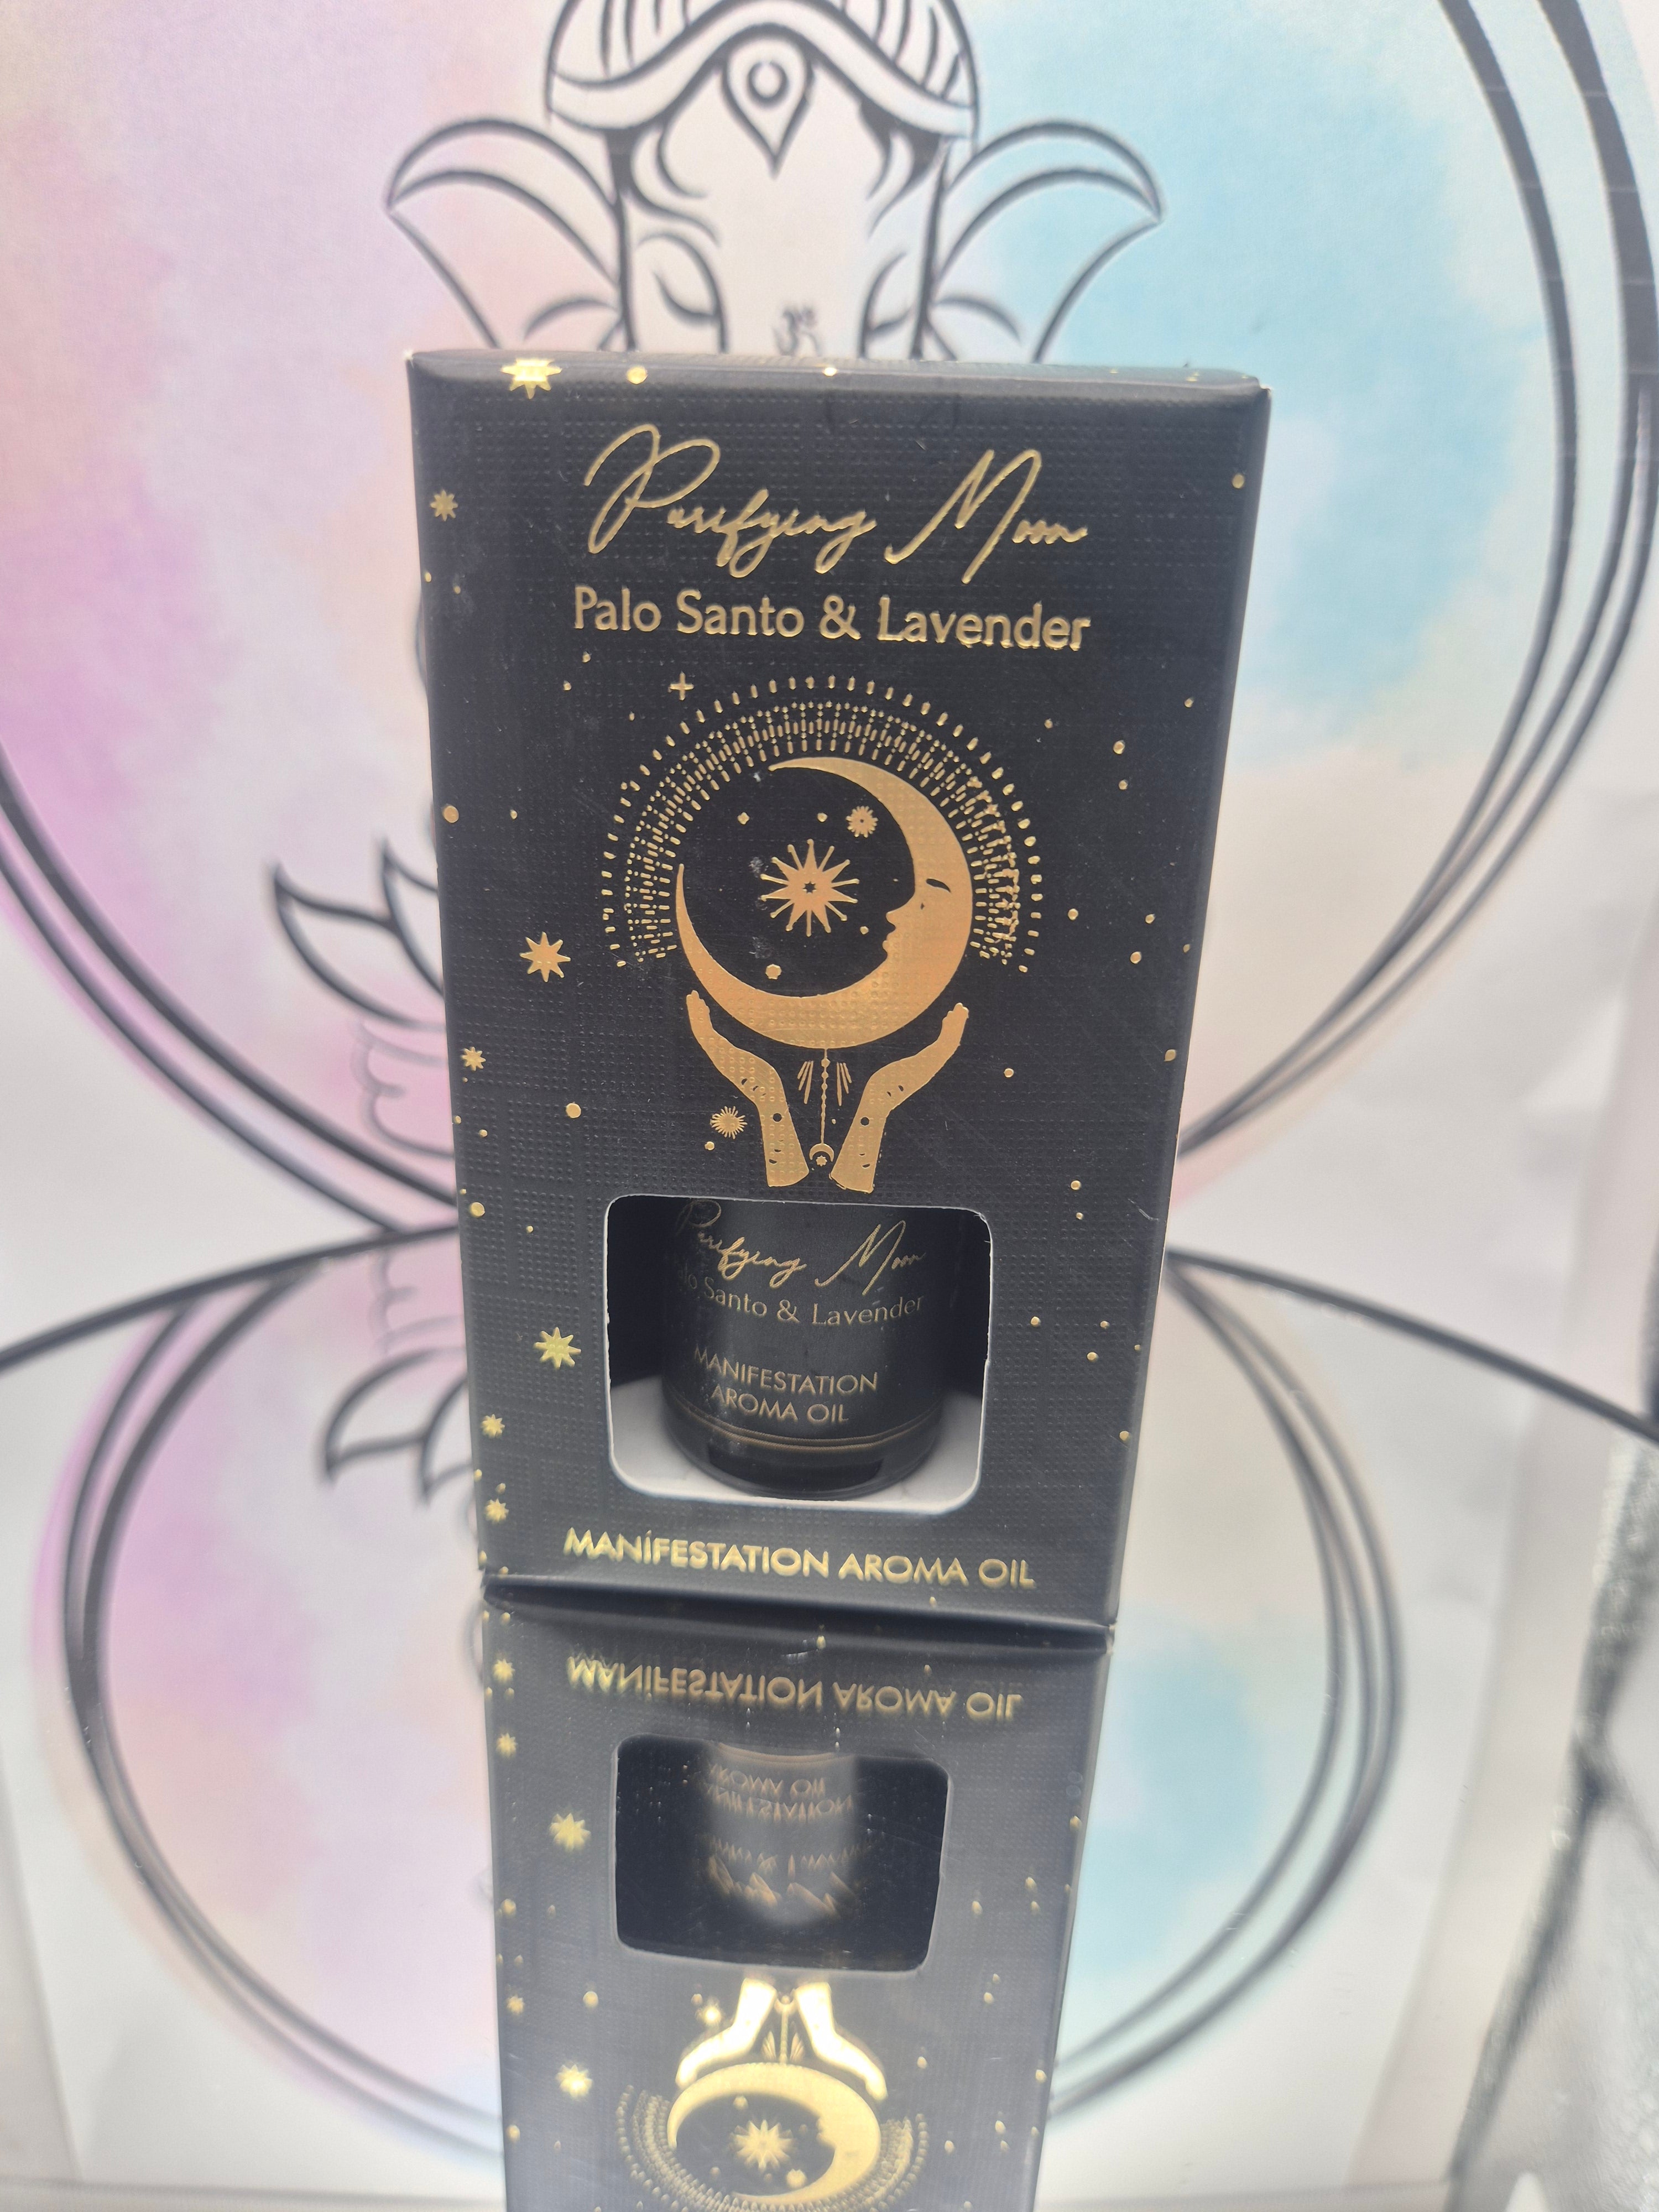 ॐ
Purifying Moon
Palo Santo & Lavender
Purifying Moon
Palo Santo & Lavender
MANIFESTATION
AROMA OIL
MANIFESTATION AROMA OIL